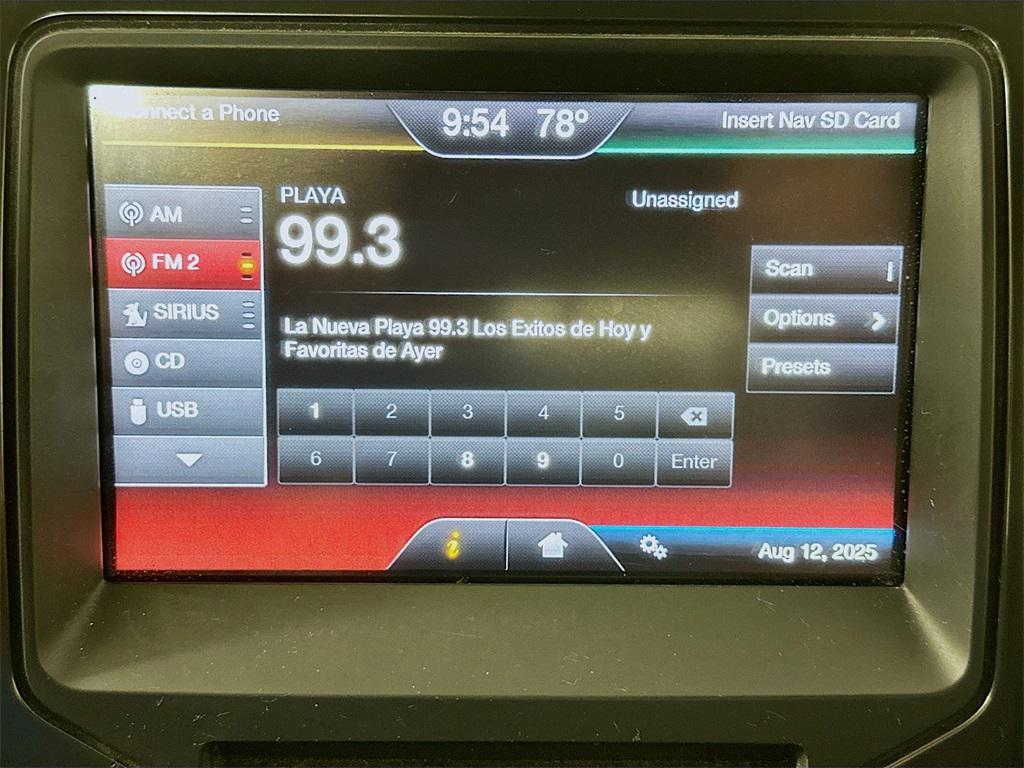 Connect a Phone
9:54 78°
Insert Nav SD Card
AM
FM 2
SIRIUS
CD
USB
PLAYA
99.3
Unassigned
La Nueva Playa 99.3 Los Exitos de Hoy y
Favoritas de Ayer
1 2 3 4 5
6 7 8 9 0 Enter
Scan
Options
Presets
i
Aug 12, 2025